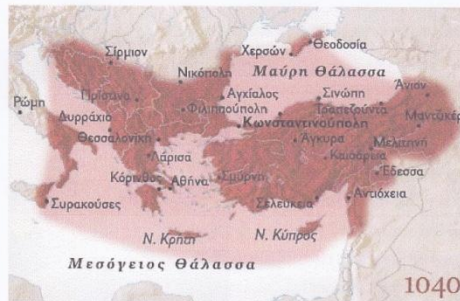 Σίρμιον
Χερσών
Θεοδοσία
Νικόπολη
Μαύρη Θάλασσα
Ρώμη
Πρίστινα
Αγχίαλος
Σινώπη
Άνιον
Δυρράχιο
Φιλιππούπολη
Τραπεζούντα
Κωνσταντινούπολη
Μαντζικέρτ
Θεσσαλονίκη
Άγκυρα
Μελιτηνή
Λάρισα
Καισάρεια
Κόρινθος
Αθήνα
Σμύρνη
Έδεσσα
Συρακούσες
Σελεύκεια
Αντιόχεια
Ν. Κρήτη
Ν. Κύπρος
Μεσόγειος Θάλασσα
1040